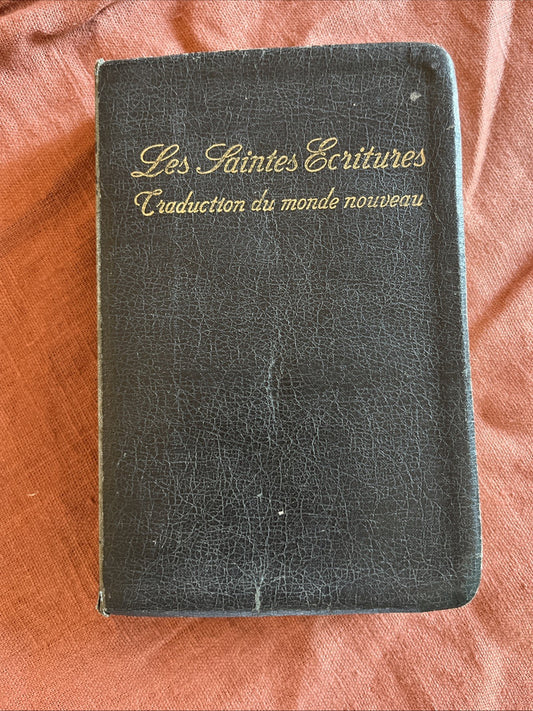 Les Saintes Ecritures
Traduction du monde nouveau